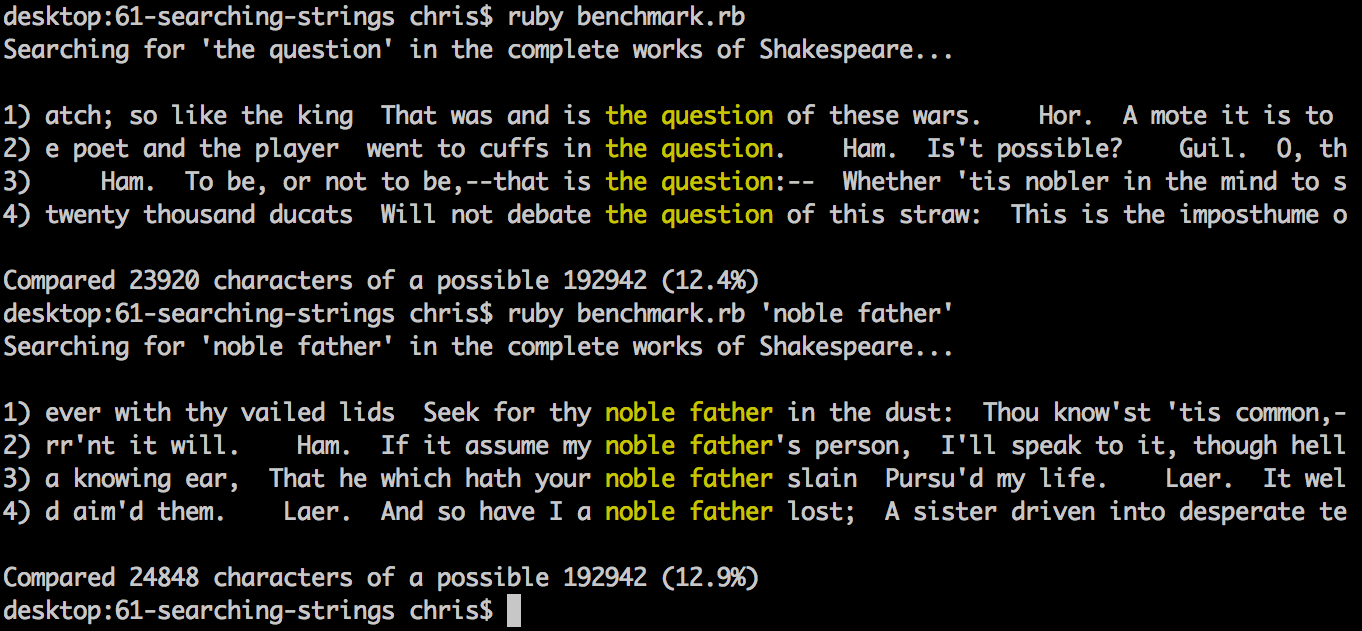 desktop:61-searching-strings chris$ ruby benchmark.rb
Searching for 'the question' in the complete works of Shakespeare...

1) atch; so like the king  That was and is the question of these wars.    Hor.  A mote it is to
2) e poet and the player  went to cuffs in the question.    Ham.  Is't possible?    Guil.  O, th
3)     Ham.  To be, or not to be,--that is the question:--  Whether 'tis nobler in the mind to s
4) twenty thousand ducats  Will not debate the question of this straw:  This is the imposthume o

Compared 23920 characters of a possible 192942 (12.4%)
desktop:61-searching-strings chris$ ruby benchmark.rb 'noble father'
Searching for 'noble father' in the complete works of Shakespeare...

1) ever with thy vailed lids  Seek for thy noble father in the dust:  Thou know'st 'tis common,-
2) rr'nt it will.    Ham.  If it assume my noble father's person,  I'll speak to it, though hell
3) a knowing ear,  That he which hath your noble father slain  Pursu'd my life.    Laer.  It wel
4) d aim'd them.    Laer.  And so have I a noble father lost;  A sister driven into desperate te

Compared 24848 characters of a possible 192942 (12.9%)
desktop:61-searching-strings chris$